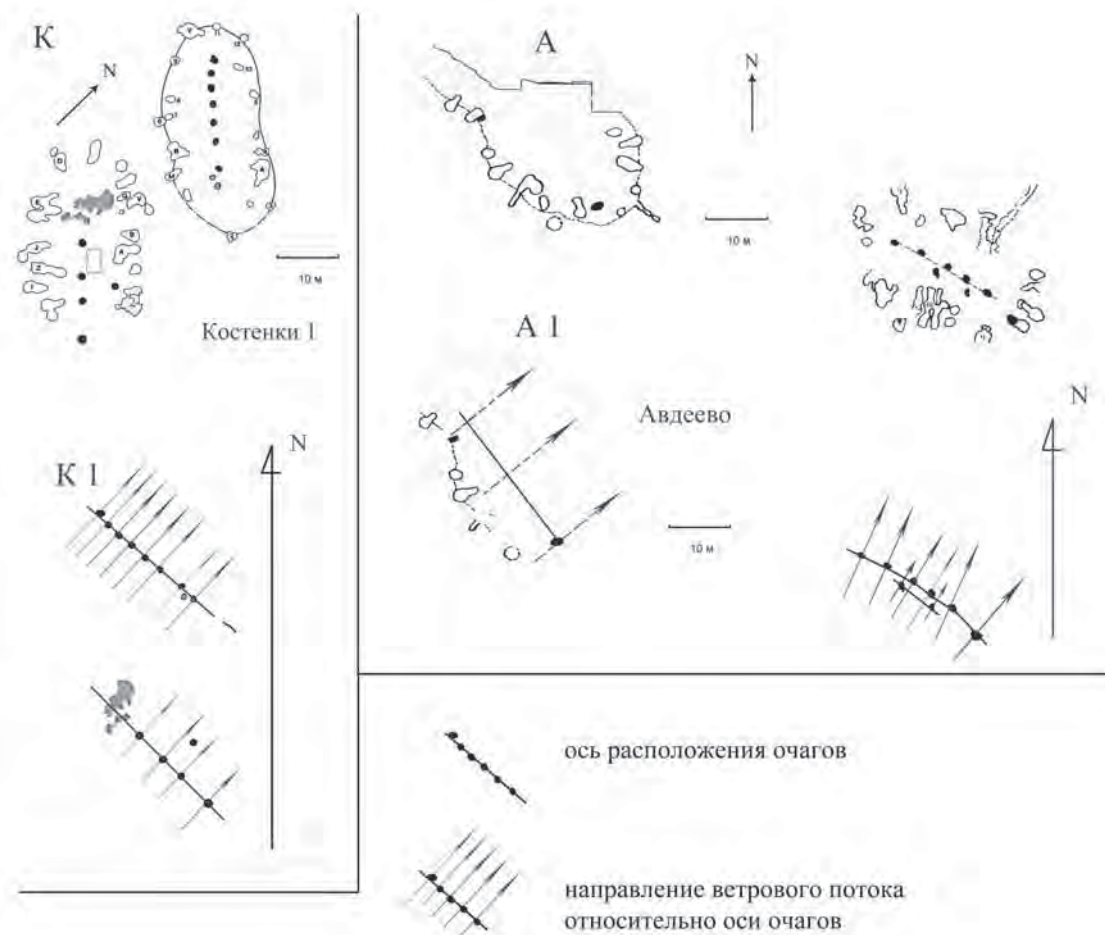 К
N
10 м
Костенки 1
А
N
10 м
А 1
Авдеево
10 м
N
К 1
N
ось расположения очагов
направление ветрового потока
относительно оси очагов